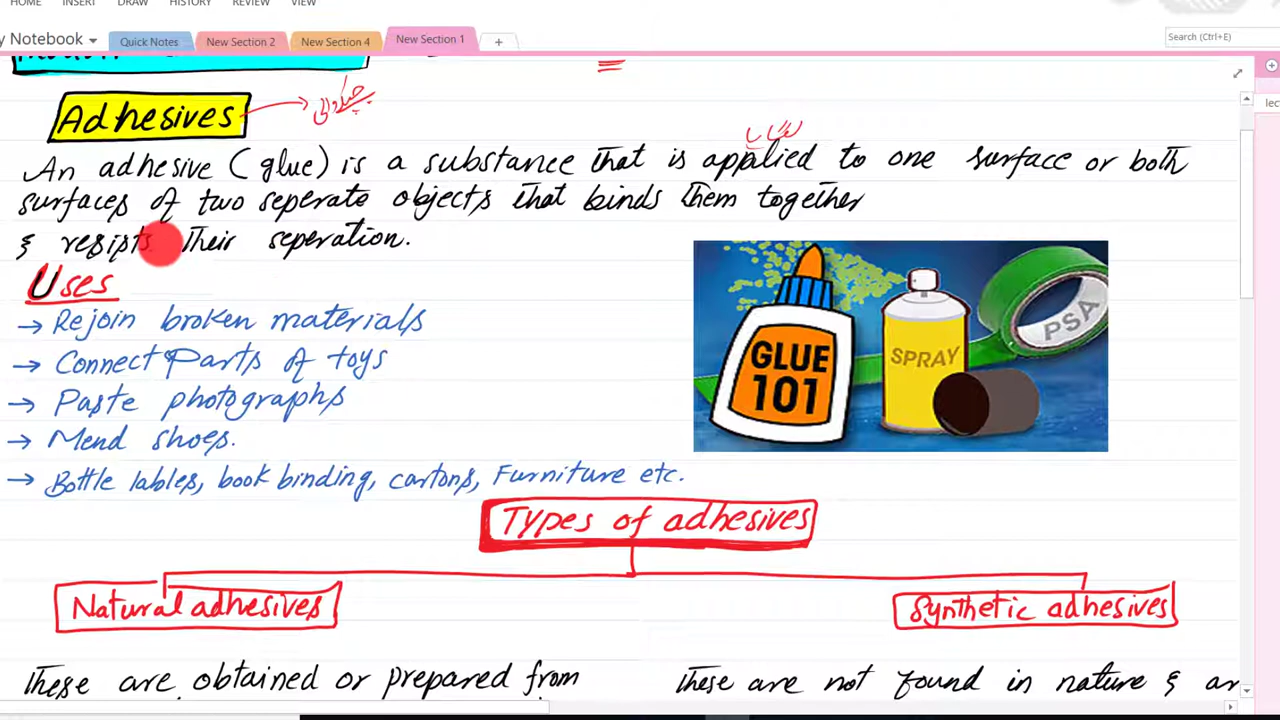 HOME INSERT DRAW HISTORY REVIEW VIEW
y Notebook Quick Notes New Section 2 New Section 4 New Section 1 +
Search (Ctrl+E)
Adhesives
An adhesive (glue) is a substance that is applied to one surface or both
surfaces of two seperate objects that binds them together
& resists their seperation.
Uses
→ Rejoin broken materials
→ Connect Parts of toys
→ Paste photographs
→ Mend shoes.
→ Bottle lables, book binding, cartons, Furniture etc.
GLUE
101
SPRAY
PSA
Types of adhesives
Natural adhesives
Synthetic adhesives
These are obtained or prepared from
These are not found in nature & ar
lec